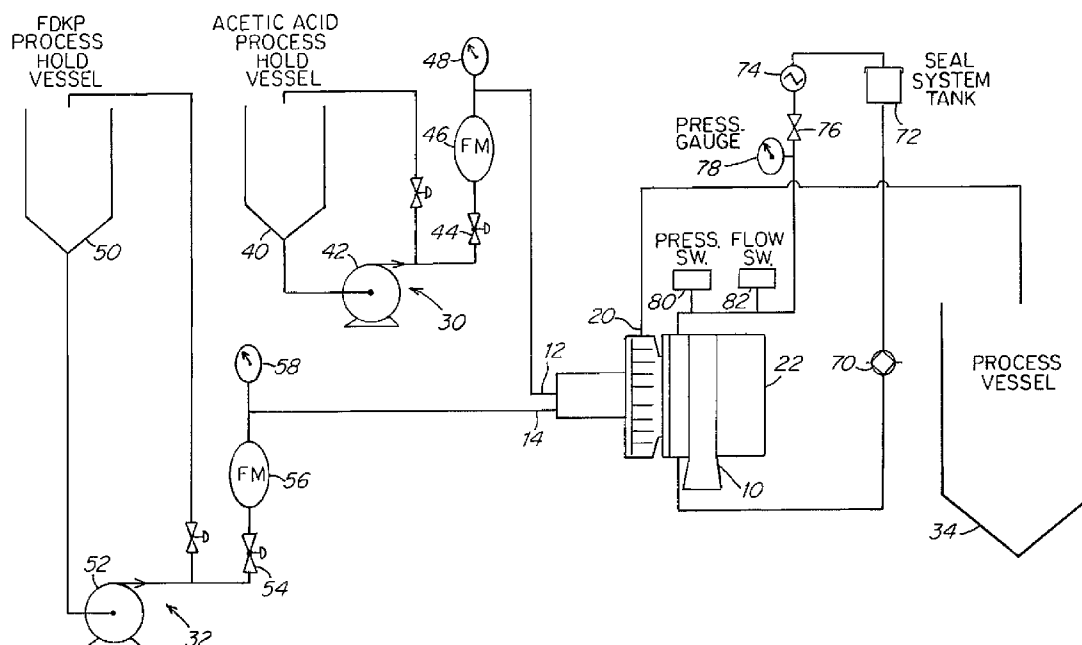 FDKP
PROCESS
HOLD
VESSEL
ACETIC ACID
PROCESS
HOLD
VESSEL
48
46
FM
44
50
40
42
30
74
SEAL
SYSTEM
TANK
72
76
PRESS.
GAUGE
78
PRESS.
SW.
FLOW
SW.
80
82
20
12
14
22
10
70
PROCESS
VESSEL
34
58
FM
56
54
52
32